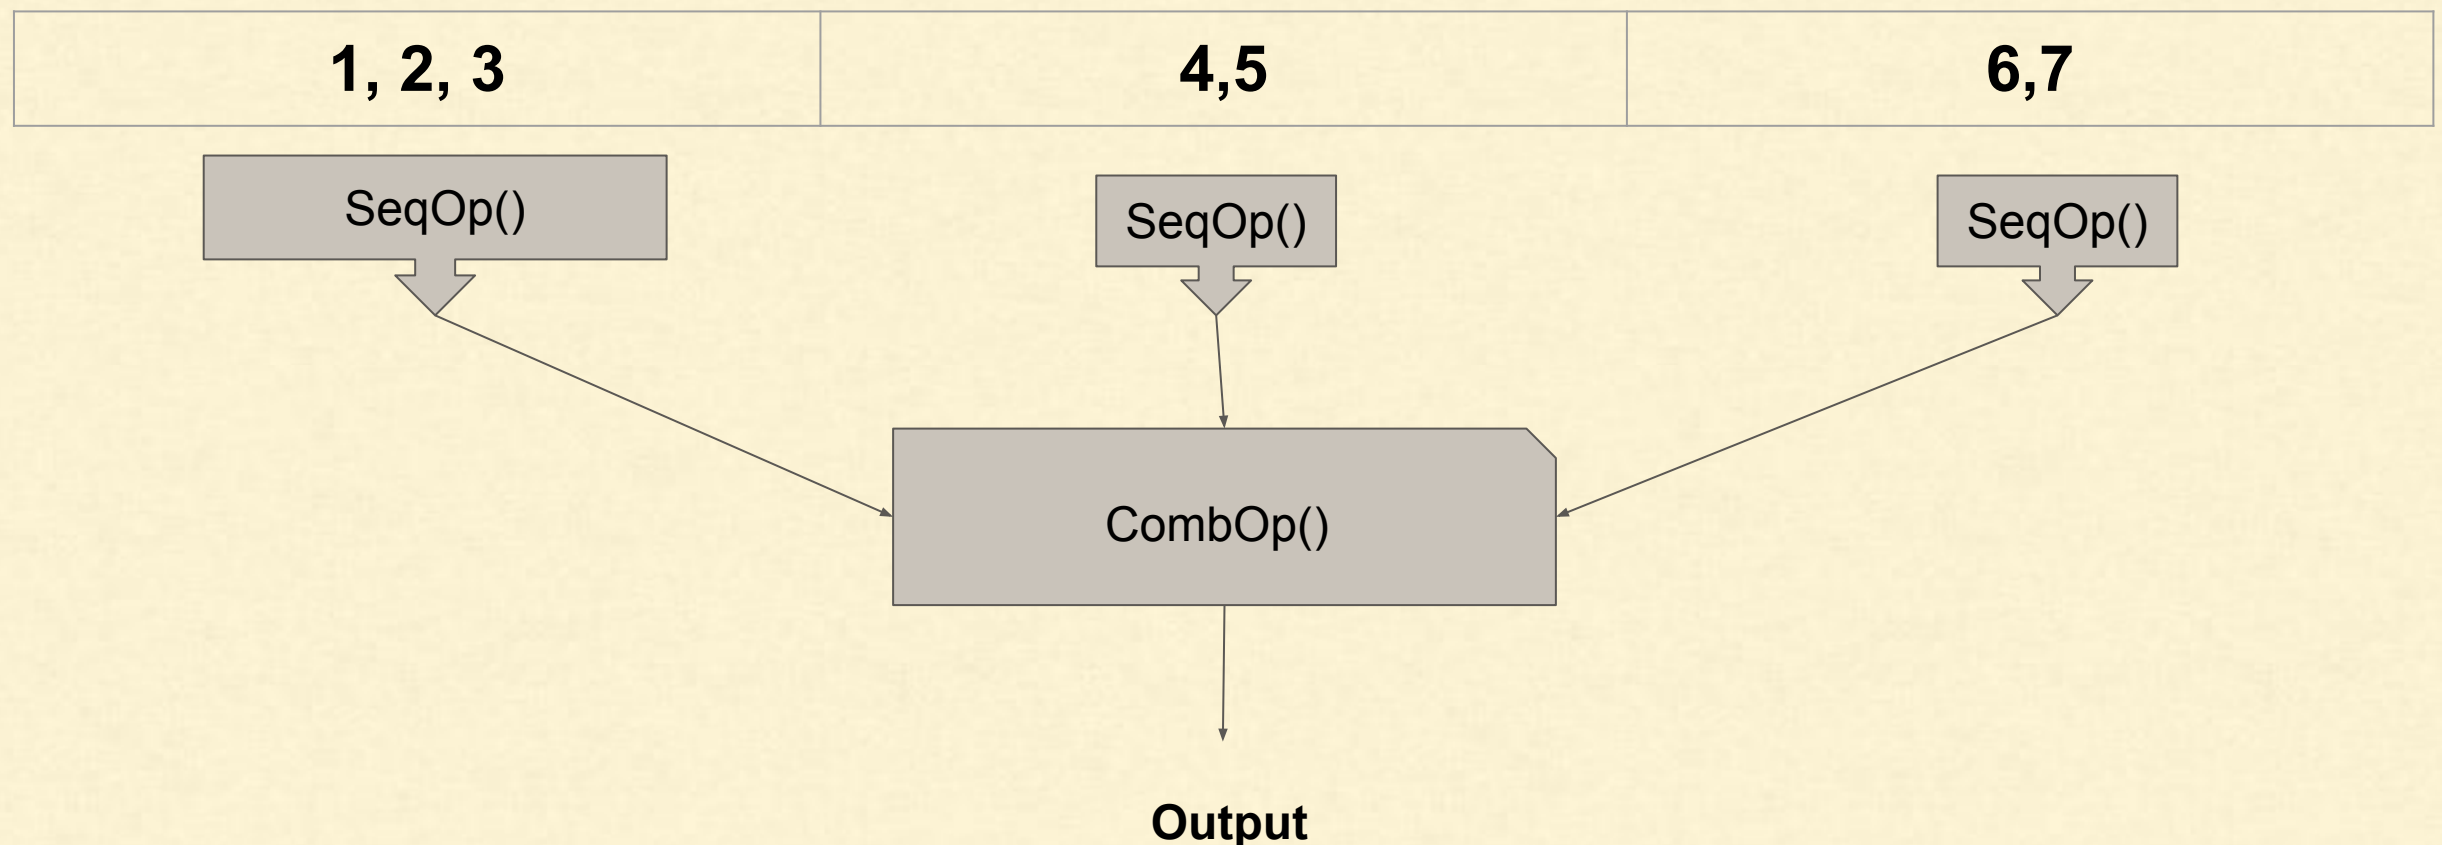 1, 2, 3
4,5
6,7
SeqOp()
SeqOp()
SeqOp()
CombOp()
Output